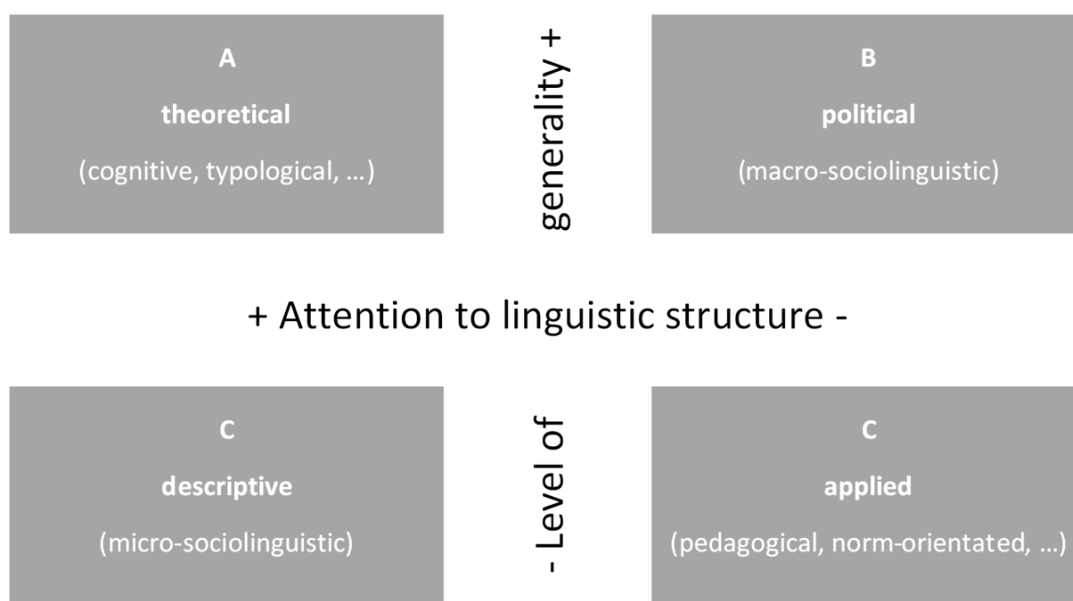 A
theoretical
(cognitive, typological, …)
B
political
(macro-sociolinguistic)
- Level of generality +
+ Attention to linguistic structure -
C
descriptive
(micro-sociolinguistic)
C
applied
(pedagogical, norm-orientated, …)